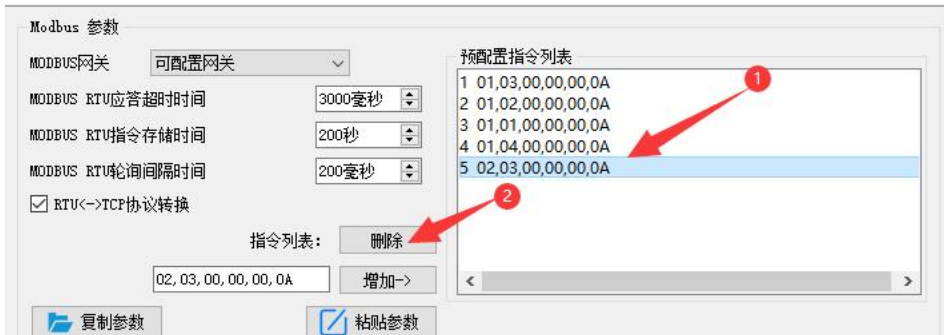 Modbus 参数
MODBUS网关 可配置网关
MODBUS RTU应答超时时间 3000毫秒
MODBUS RTU指令存储时间 200秒
MODBUS RTU轮询间隔时间 200毫秒
RTU<->TCP协议转换
指令列表： 删除
02,03,00,00,00,0A 增加->
复制参数 粘贴参数
预配置指令列表
1 01,03,00,00,00,0A
2 01,02,00,00,00,0A
3 01,01,00,00,00,0A
4 01,04,00,00,00,0A
5 02,03,00,00,00,0A
1
2